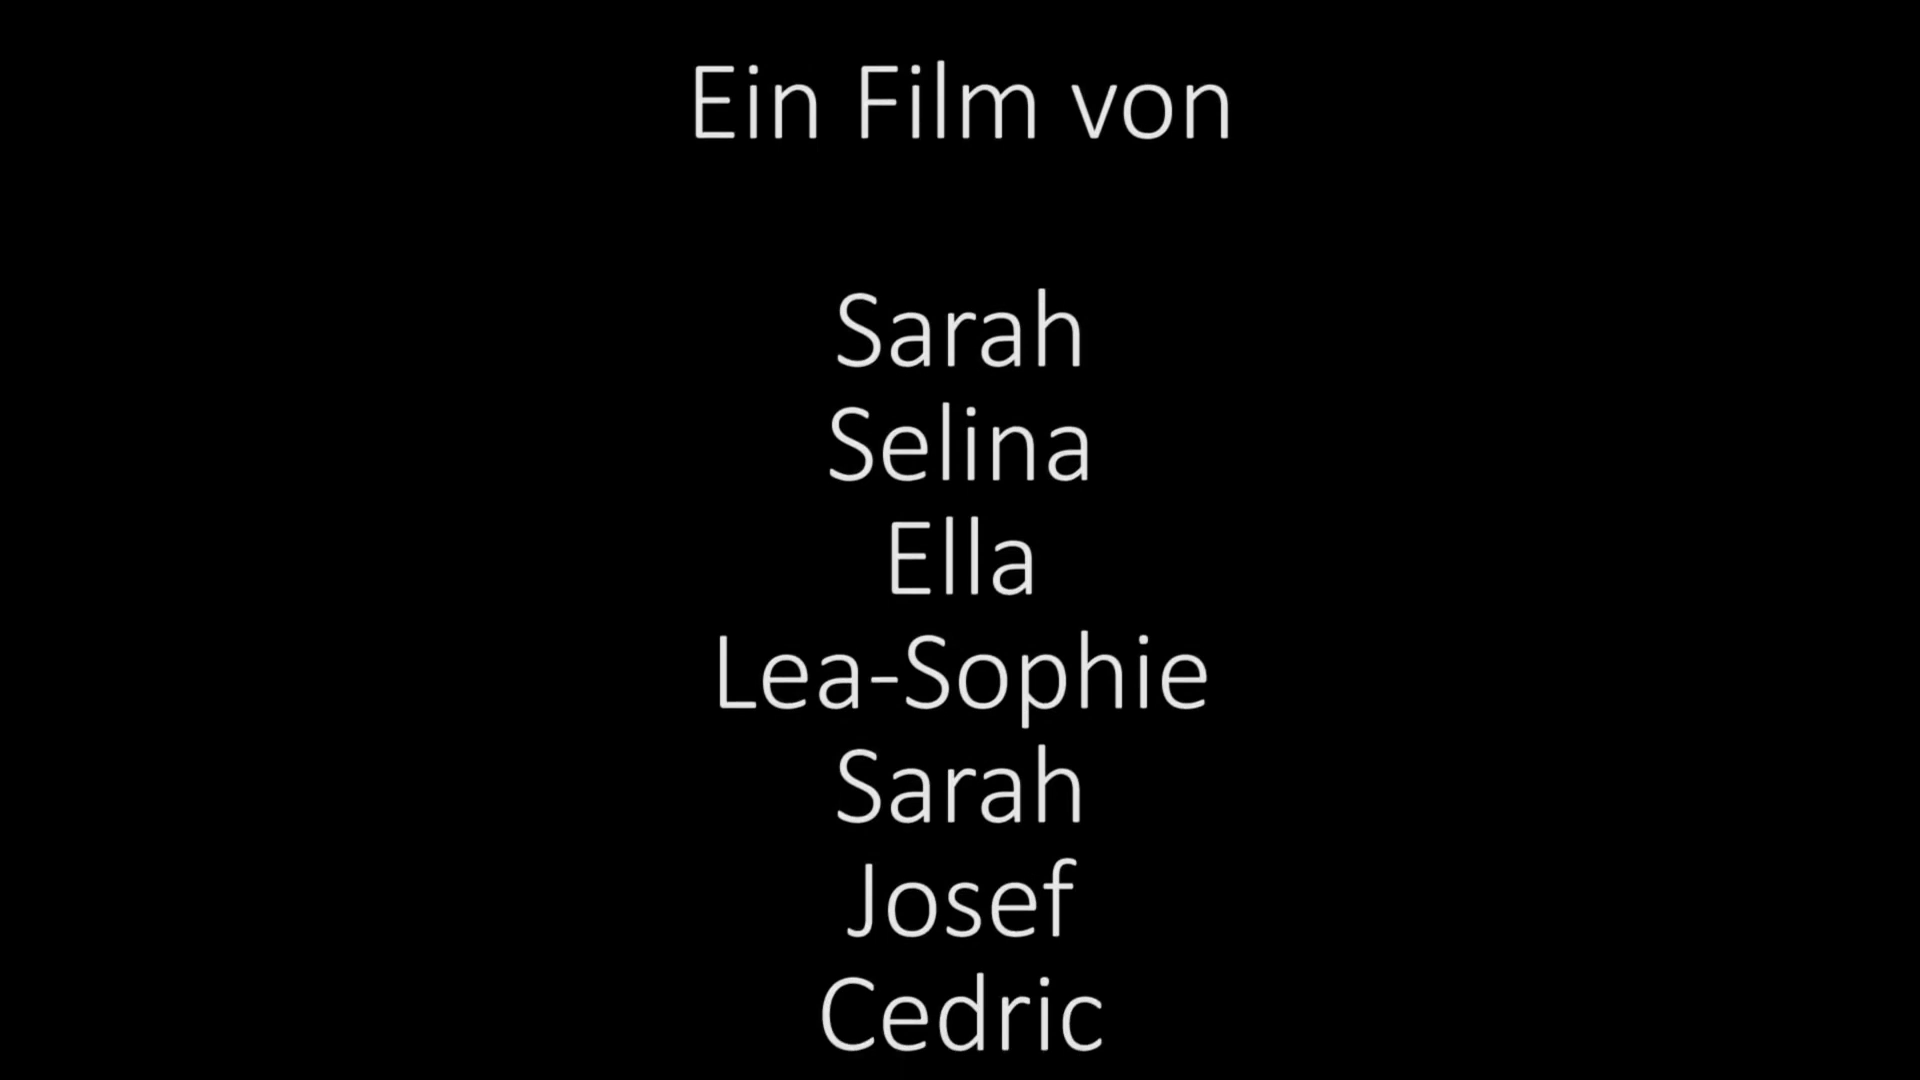 Ein Film von
Sarah
Selina
Ella
Lea-Sophie
Sarah
Josef
Cedric